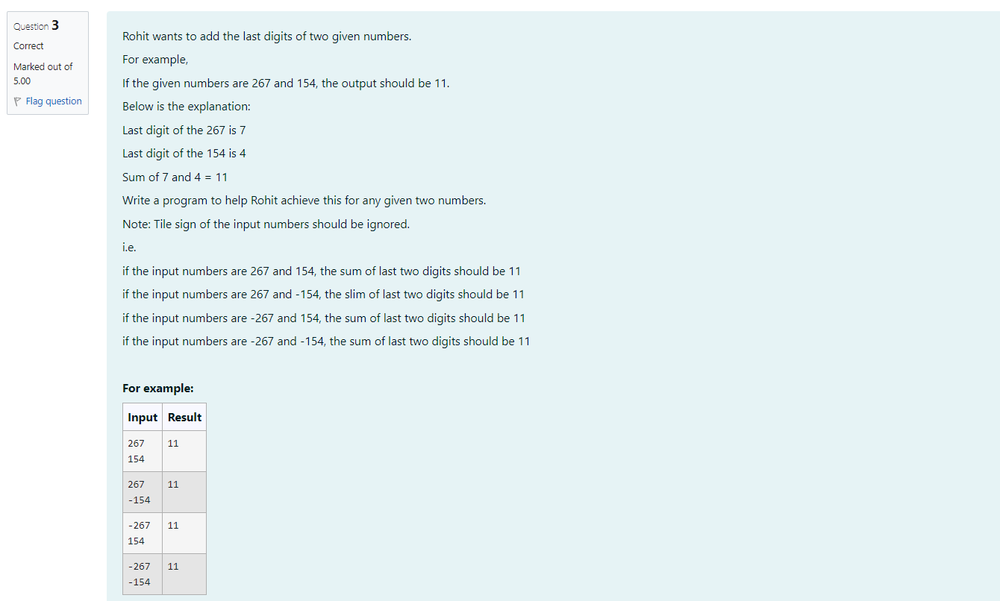 Question 3
Correct
Marked out of
5.00
Flag question
Rohit wants to add the last digits of two given numbers.
For example,
If the given numbers are 267 and 154, the output should be 11.
Below is the explanation:
Last digit of the 267 is 7
Last digit of the 154 is 4
Sum of 7 and 4 = 11
Write a program to help Rohit achieve this for any given two numbers.
Note: Tile sign of the input numbers should be ignored.
i.e.
if the input numbers are 267 and 154, the sum of last two digits should be 11
if the input numbers are 267 and -154, the slim of last two digits should be 11
if the input numbers are -267 and 154, the sum of last two digits should be 11
if the input numbers are -267 and -154, the sum of last two digits should be 11
For example:
Input Result
267 11
154
267 11
-154
-267 11
154
-267 11
-154